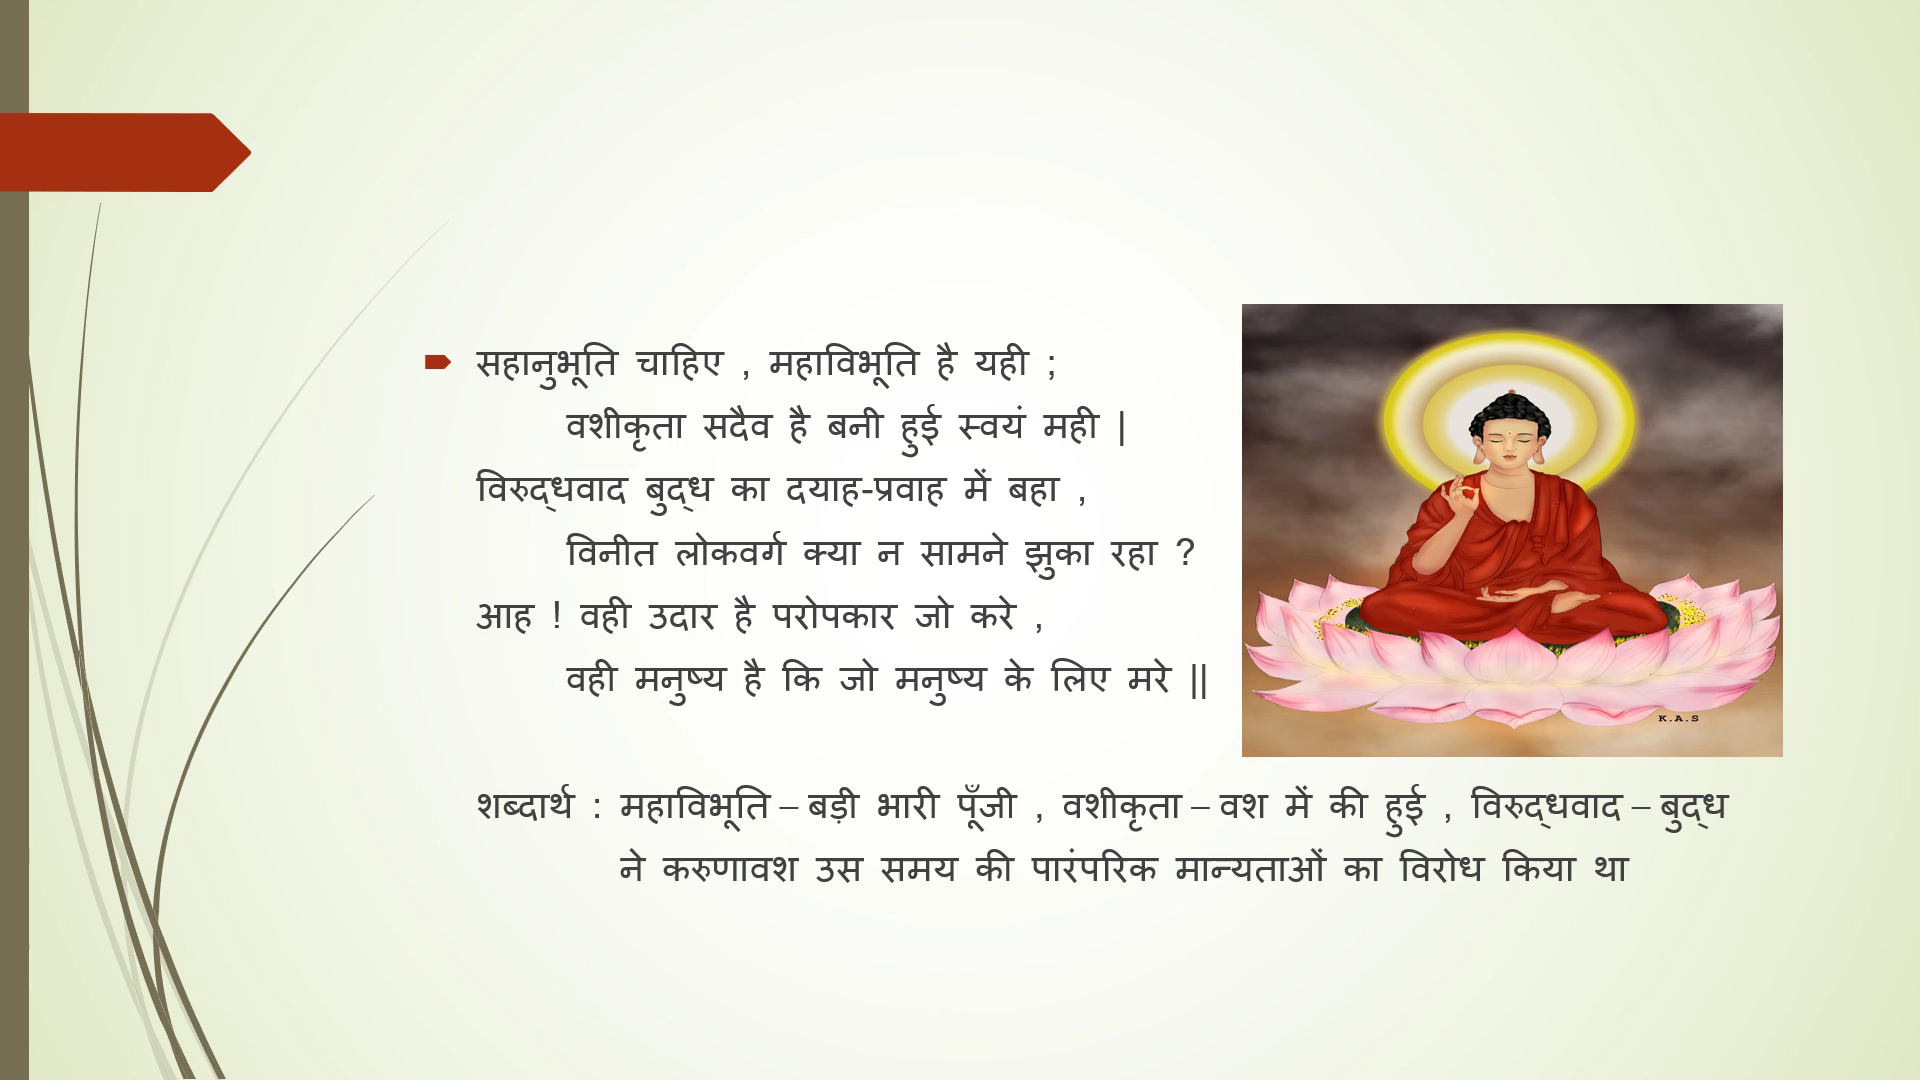 सहानुभूति चाहिए , महाविभूति है यही ;
वशीकृता सदैव है बनी हुई स्वयं मही |
विरुद्धवाद बुद्ध का दयाह-प्रवाह में बहा ,
विनीत लोकवर्ग क्या न सामने झुका रहा ?
आह ! वही उदार है परोपकार जो करे ,
वही मनुष्य है कि जो मनुष्य के लिए मरे ||
K.A.S
शब्दार्थ : महाविभूति – बड़ी भारी पूँजी , वशीकृता – वश में की हुई , विरुद्धवाद – बुद्ध
ने करुणावश उस समय की पारंपरिक मान्यताओं का विरोध किया था